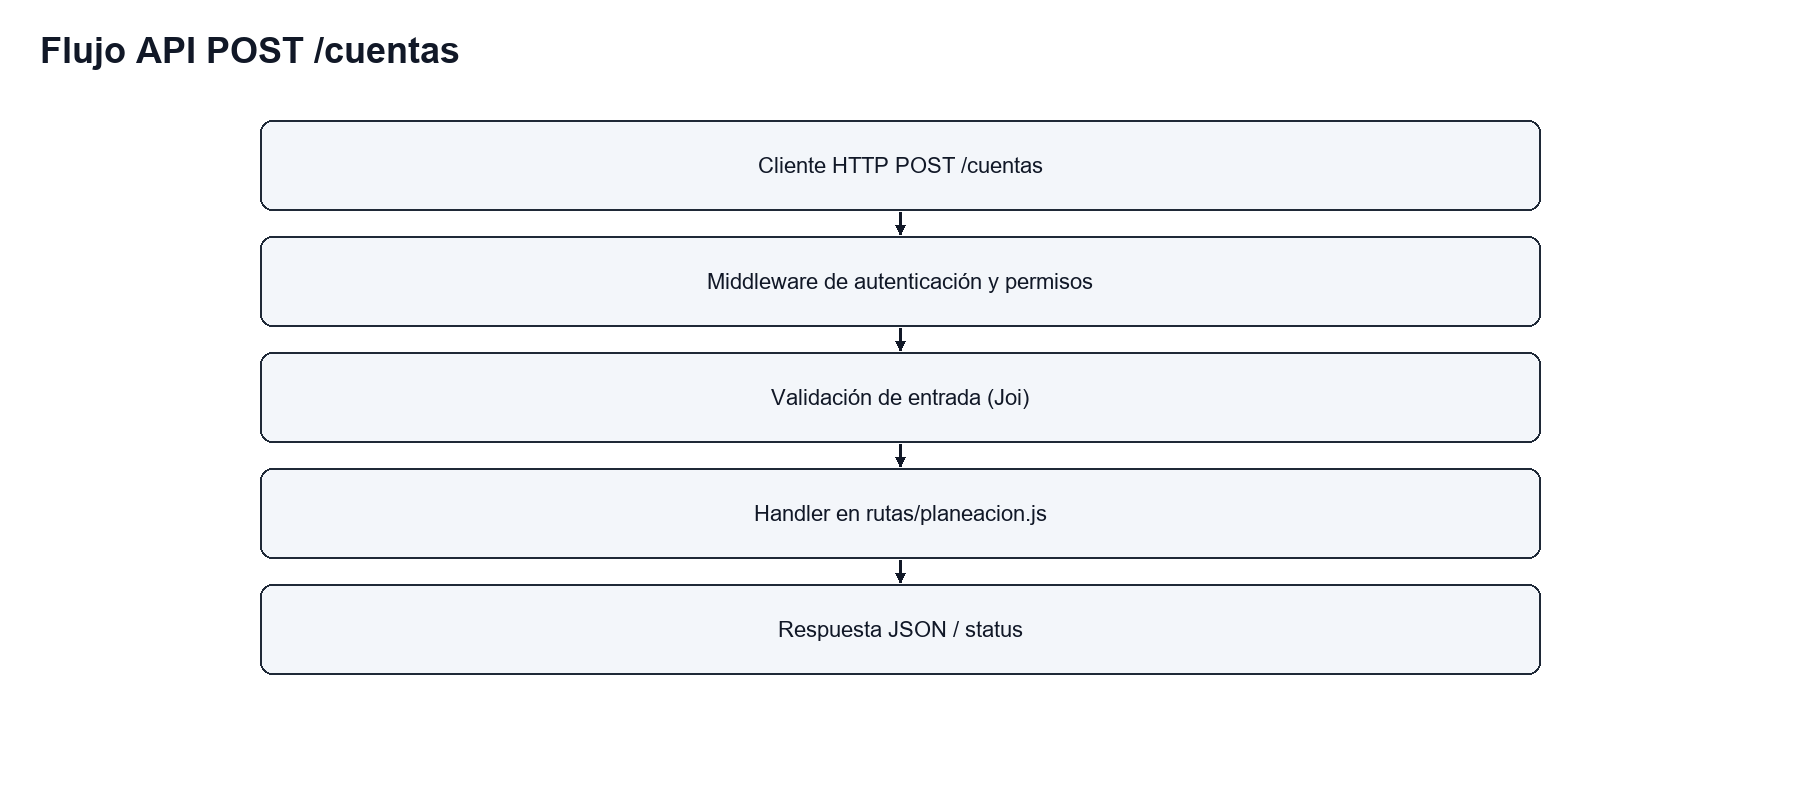 Flujo API POST /cuentas
Cliente HTTP POST /cuentas
Middleware de autenticación y permisos
Validación de entrada (Joi)
Handler en rutas/planeacion.js
Respuesta JSON / status